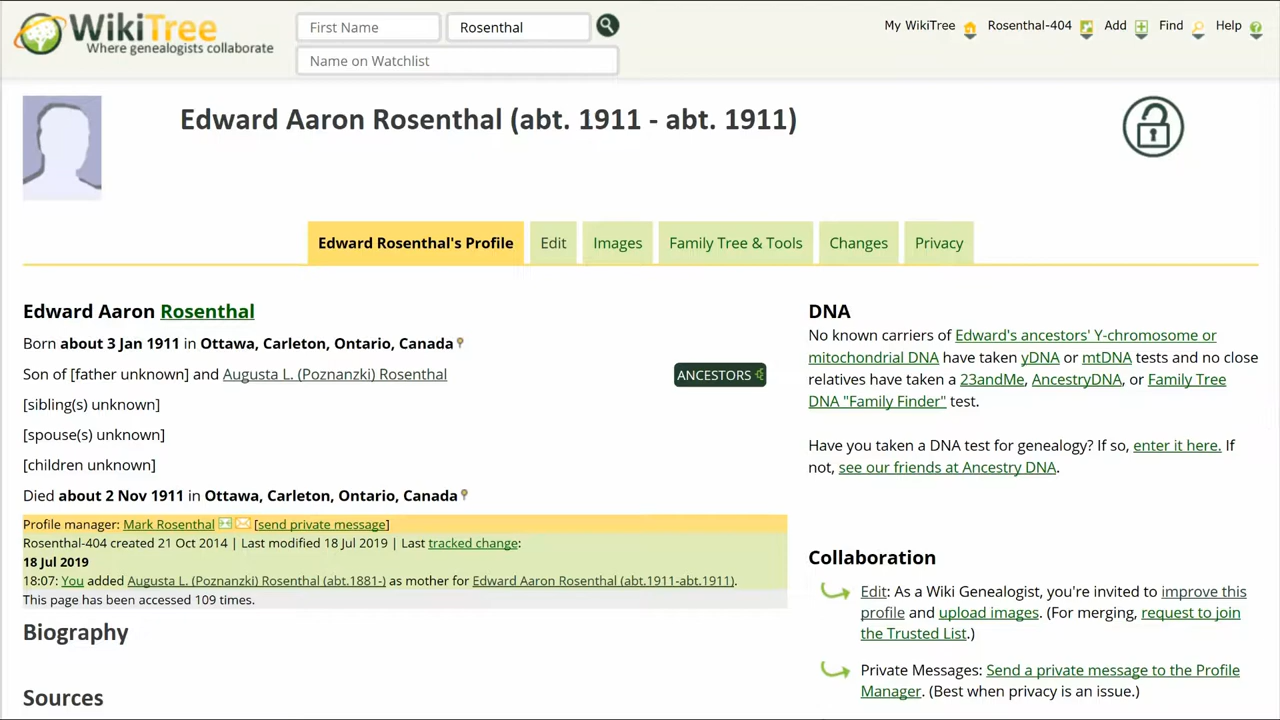 WikiTree
Where genealogists collaborate
First Name
Rosenthal
Name on Watchlist
My WikiTree
Rosenthal-404
Add
Find
Help
Edward Aaron Rosenthal (abt. 1911 - abt. 1911)
Edward Rosenthal's Profile
Edit
Images
Family Tree & Tools
Changes
Privacy
Edward Aaron Rosenthal
Born about 3 Jan 1911 in Ottawa, Carleton, Ontario, Canada
Son of [father unknown] and Augusta L. (Poznanzki) Rosenthal
ANCESTORS
[sibling(s) unknown]
[spouse(s) unknown]
[children unknown]
Died about 2 Nov 1911 in Ottawa, Carleton, Ontario, Canada
Profile manager: Mark Rosenthal [send private message]
Rosenthal-404 created 21 Oct 2014 | Last modified 18 Jul 2019 | Last tracked change:
18 Jul 2019
18:07: You added Augusta L. (Poznanzki) Rosenthal (abt.1881-) as mother for Edward Aaron Rosenthal (abt.1911-abt.1911).
This page has been accessed 109 times.
Biography
Sources
DNA
No known carriers of Edward's ancestors' Y-chromosome or
mitochondrial DNA have taken yDNA or mtDNA tests and no close
relatives have taken a 23andMe, AncestryDNA, or Family Tree
DNA "Family Finder" test.
Have you taken a DNA test for genealogy? If so, enter it here. If
not, see our friends at Ancestry DNA.
Collaboration
Edit: As a Wiki Genealogist, you're invited to improve this
profile and upload images. (For merging, request to join
the Trusted List.)
Private Messages: Send a private message to the Profile
Manager. (Best when privacy is an issue.)